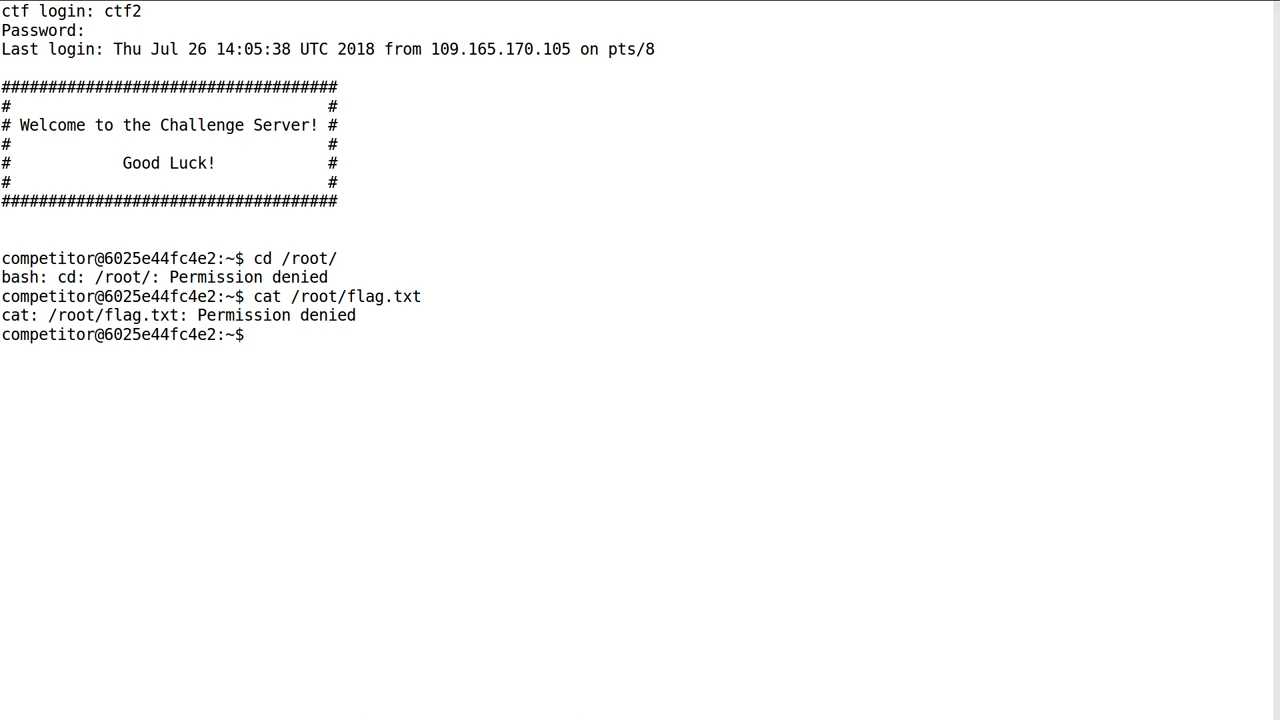 ctf login: ctf2
Password:
Last login: Thu Jul 26 14:05:38 UTC 2018 from 109.165.170.105 on pts/8
####################################
#                                  #
# Welcome to the Challenge Server! #
#                                  #
#            Good Luck!            #
#                                  #
####################################
competitor@6025e44fc4e2:~$ cd /root/
bash: cd: /root/: Permission denied
competitor@6025e44fc4e2:~$ cat /root/flag.txt
cat: /root/flag.txt: Permission denied
competitor@6025e44fc4e2:~$